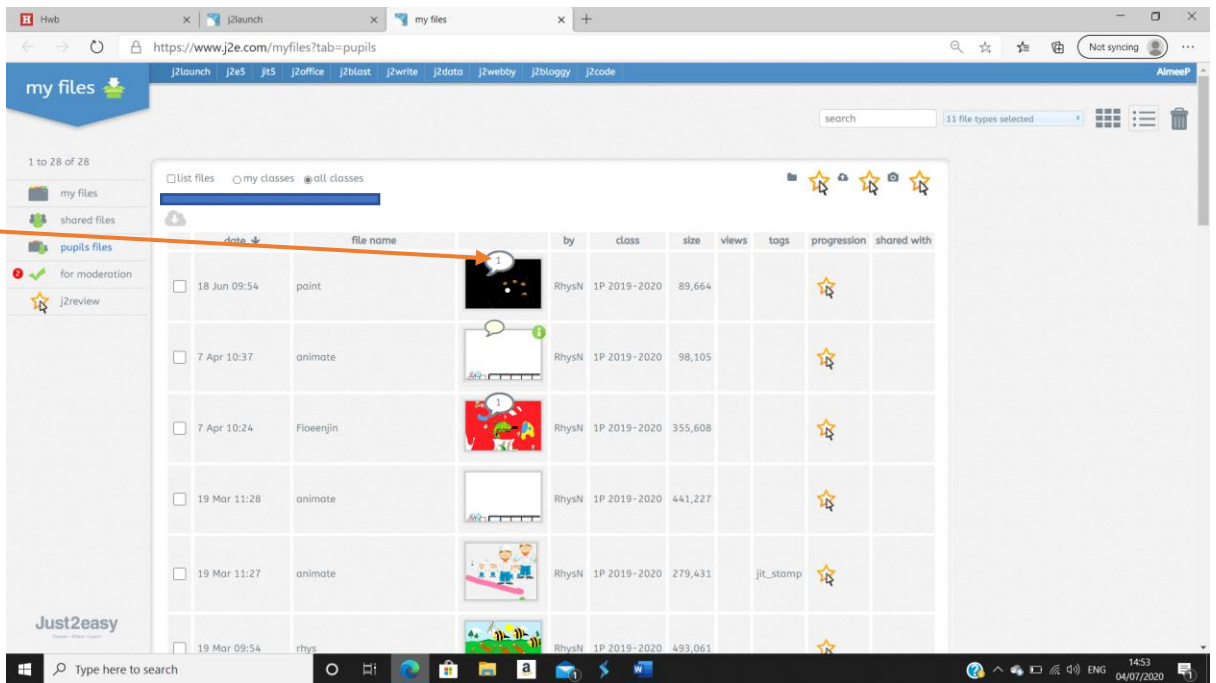 Hwb
j2launch
my files
https://www.j2e.com/myfiles?tab=pupils
Not syncing
my files
j2launch j2e5 jit5 j2office j2blast j2write j2data j2webby j2bloggy j2code
AimeeP
search
11 file types selected
1 to 28 of 28
my files
shared files
pupils files
2 for moderation
j2review
list files my classes all classes
date file name by class size views tags progression shared with
18 Jun 09:54 paint 1 RhysN 1P 2019-2020 89,664
7 Apr 10:37 animate RhysN 1P 2019-2020 98,105
7 Apr 10:24 Fioeenjin 1 RhysN 1P 2019-2020 355,608
19 Mar 11:28 animate RhysN 1P 2019-2020 441,227
19 Mar 11:27 animate RhysN 1P 2019-2020 279,431 jit_stamp
19 Mar 09:54 rhys RhysN 1P 2019-2020 493,061
Just2easy
Type here to search
ENG
14:53
04/07/2020